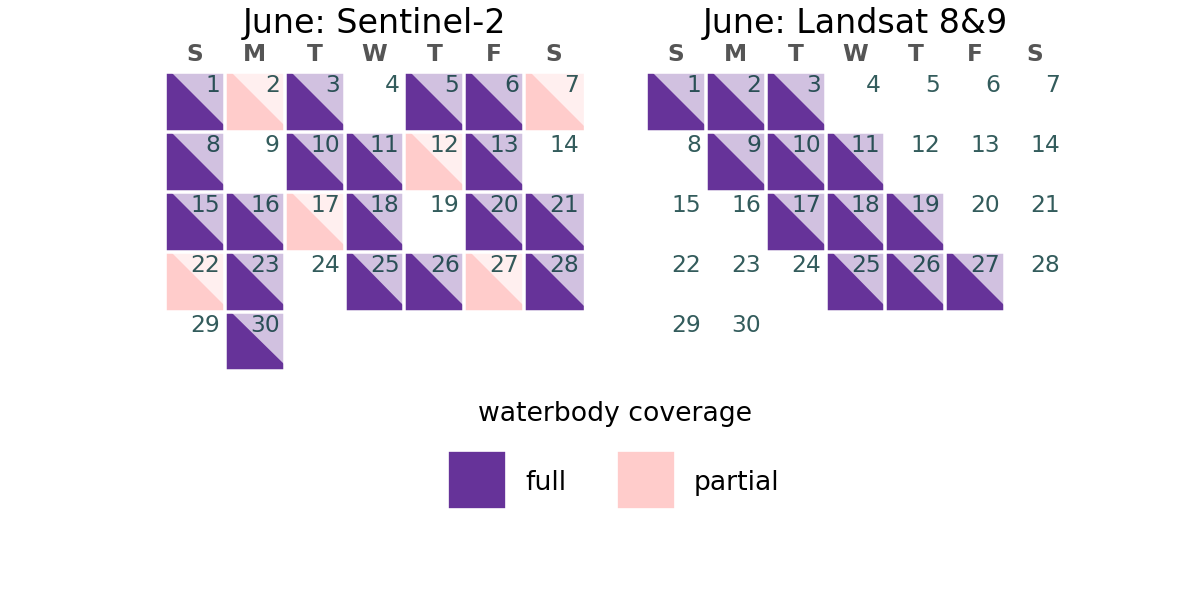 June: Sentinel-2
S M T W T F S
1 2 3 4 5 6 7
8 9 10 11 12 13 14
15 16 17 18 19 20 21
22 23 24 25 26 27 28
29 30
June: Landsat 8&9
S M T W T F S
1 2 3 4 5 6 7
8 9 10 11 12 13 14
15 16 17 18 19 20 21
22 23 24 25 26 27 28
29 30
waterbody coverage
full
partial